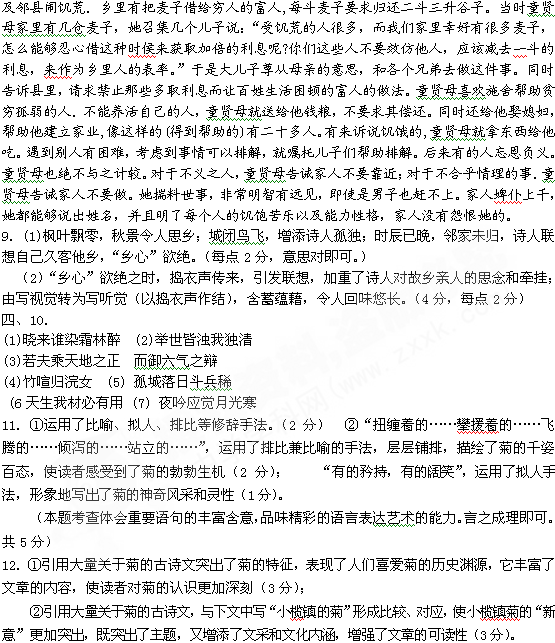 及邻县闹饥荒．乡里有把麦子借给穷人的富人,每斗麦子要求归还二斗三升谷子。当时童贤
母家里有几仓麦子，她召集几个儿子说：“受饥荒的人很多，而我们家里幸好有很多麦子，
怎么能够忍心借这种时侯来获取加倍的利息呢?你们这些人不要效仿他人，应该减去一斗的
利息，来作为乡里人的表率。”于是大儿子尊从母亲的意思，和各个兄弟去做这件事。同时
告诉县里，请求禁止那些多取利息而让百姓生活困顿的富人的做法。童贤母喜欢施舍帮助贫
穷孤弱的人．不能养活自己的人，童贤母就送给他钱粮，不要求其偿还。同时还给他娶媳妇，
帮助他建立家业,像这样的(得到帮助的)有二十多人。有来诉说饥饿的,童贤母就拿东西给他
吃。遇到别人有困难，考虑到事情可以排解，就嘱托儿子们帮助排解。后来有的人忘恩负义。
童贤母也绝不与之计较。对于不义之人，童贤母告诫家人不要靠近;对于不合乎情理的事．童
贤母告诫家人不要做。她揣料世事，非常明智有远见，即使是男子也赶不上。家人婢仆上千，
她都能够说出姓名，并且明了每个人的饥饱苦乐以及能力性格，家人没有怨恨她的。
9．(1)枫叶飘零，秋景令人思乡；城闭鸟飞，增添诗人孤独；时辰已晚，邻家未归，诗人联
想自己久客他乡，“乡心”欲绝。（每点 2 分，意思对即可。）
（2）“乡心”欲绝之时，捣衣声传来，引发联想，加重了诗人对故乡亲人的思念和牵挂；
由写视觉转为写听觉（以捣衣声作结），含蓄蕴藉，令人回味悠长。（4 分，每点 2 分）
四、10．
(1)晓来谁染霜林醉　(2)举世皆浊我独清
(3)若夫乘天地之正　而御六气之辩
(4)竹喧归浣女　(5) 孤城落日斗兵稀
(6 天生我材必有用 (7) 夜吟应觉月光寒
11．①运用了比喻、拟人、排比等修辞手法。（2 分）　②“扭缠着的……攀援着的……飞
腾的……倾泻的……站立的……”，运用了排比兼比喻的手法，层层铺排，描绘了菊的千姿
百态，使读者感受到了菊的勃勃生机（2 分）；　　“有的矜持，有的阔笑”，运用了拟人手
法，形象地写出了菊的神奇风采和灵性（1 分）。
（本题考查体会重要语句的丰富含意，品味精彩的语言表达艺术的能力。言之成理即可。
共 5 分）
12．①引用大量关于菊的古诗文突出了菊的特征，表现了人们喜爱菊的历史渊源，它丰富了
文章的内容，使读者对菊的认识更加深刻（3 分）；
②引用大量关于菊的古诗文，与下文中写“小榄镇的菊”形成比较、对应，使小榄镇菊的“新
意”更加突出，既突出了主题，又增添了文采和文化内涵，增强了文章的可读性（3 分）。